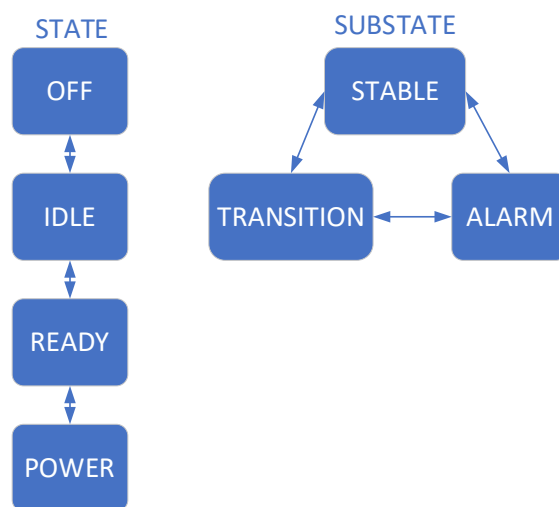 STATE
OFF
IDLE
READY
POWER
SUBSTATE
STABLE
TRANSITION
ALARM